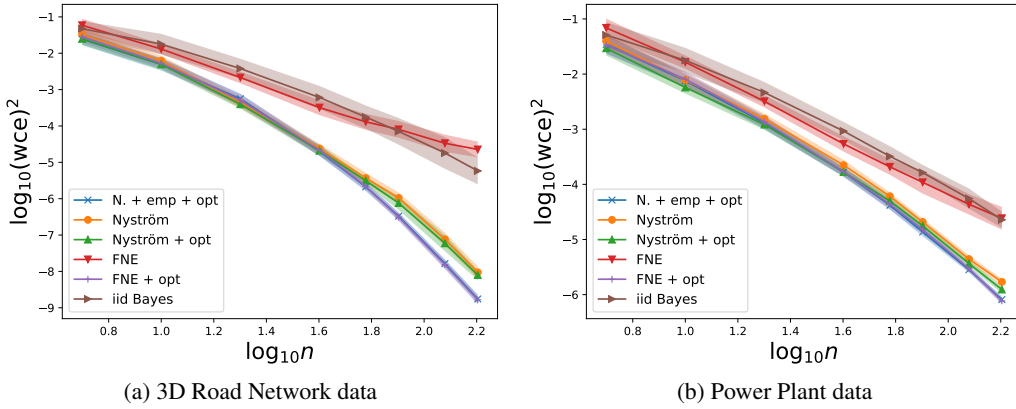 log₁₀(wce)²
−1
−2
−3
−4
−5
−6
−7
−8
−9
N. + emp + opt
Nyström
Nyström + opt
FNE
FNE + opt
iid Bayes
0.8 1.0 1.2 1.4 1.6 1.8 2.0 2.2
log₁₀n
(a) 3D Road Network data
log₁₀(wce)²
−1
−2
−3
−4
−5
−6
N. + emp + opt
Nyström
Nyström + opt
FNE
FNE + opt
iid Bayes
0.8 1.0 1.2 1.4 1.6 1.8 2.0 2.2
log₁₀n
(b) Power Plant data